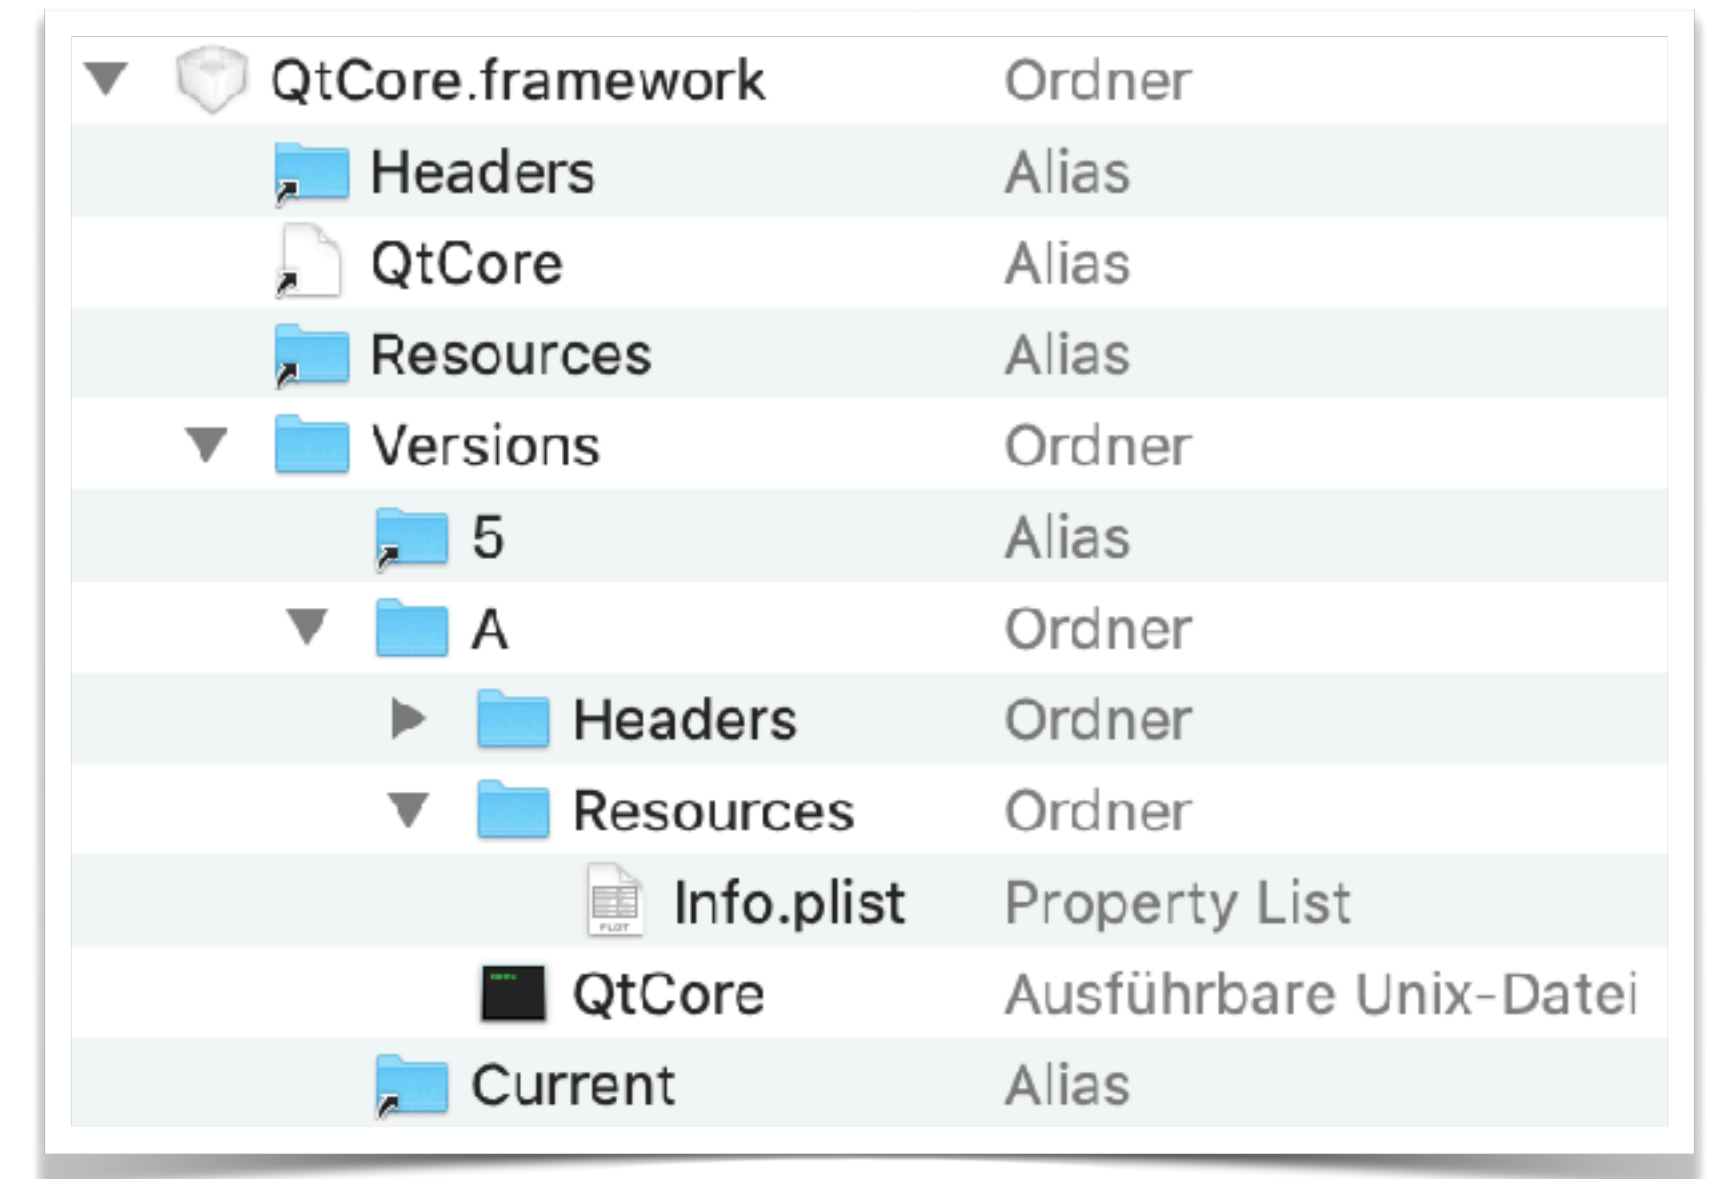 QtCore.framework Ordner
Headers Alias
QtCore Alias
Resources Alias
Versions Ordner
5 Alias
A Ordner
Headers Ordner
Resources Ordner
Info.plist Property List
QtCore Ausführbare Unix-Datei
Current Alias